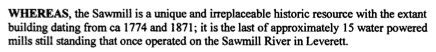 WHEREAS, the Sawmill is a unique and irreplaceable historic resource with the extant
building dating from ca 1774 and 1871; it is the last of approximately 15 water powered
mills still standing that once operated on the Sawmill River in Leverett.